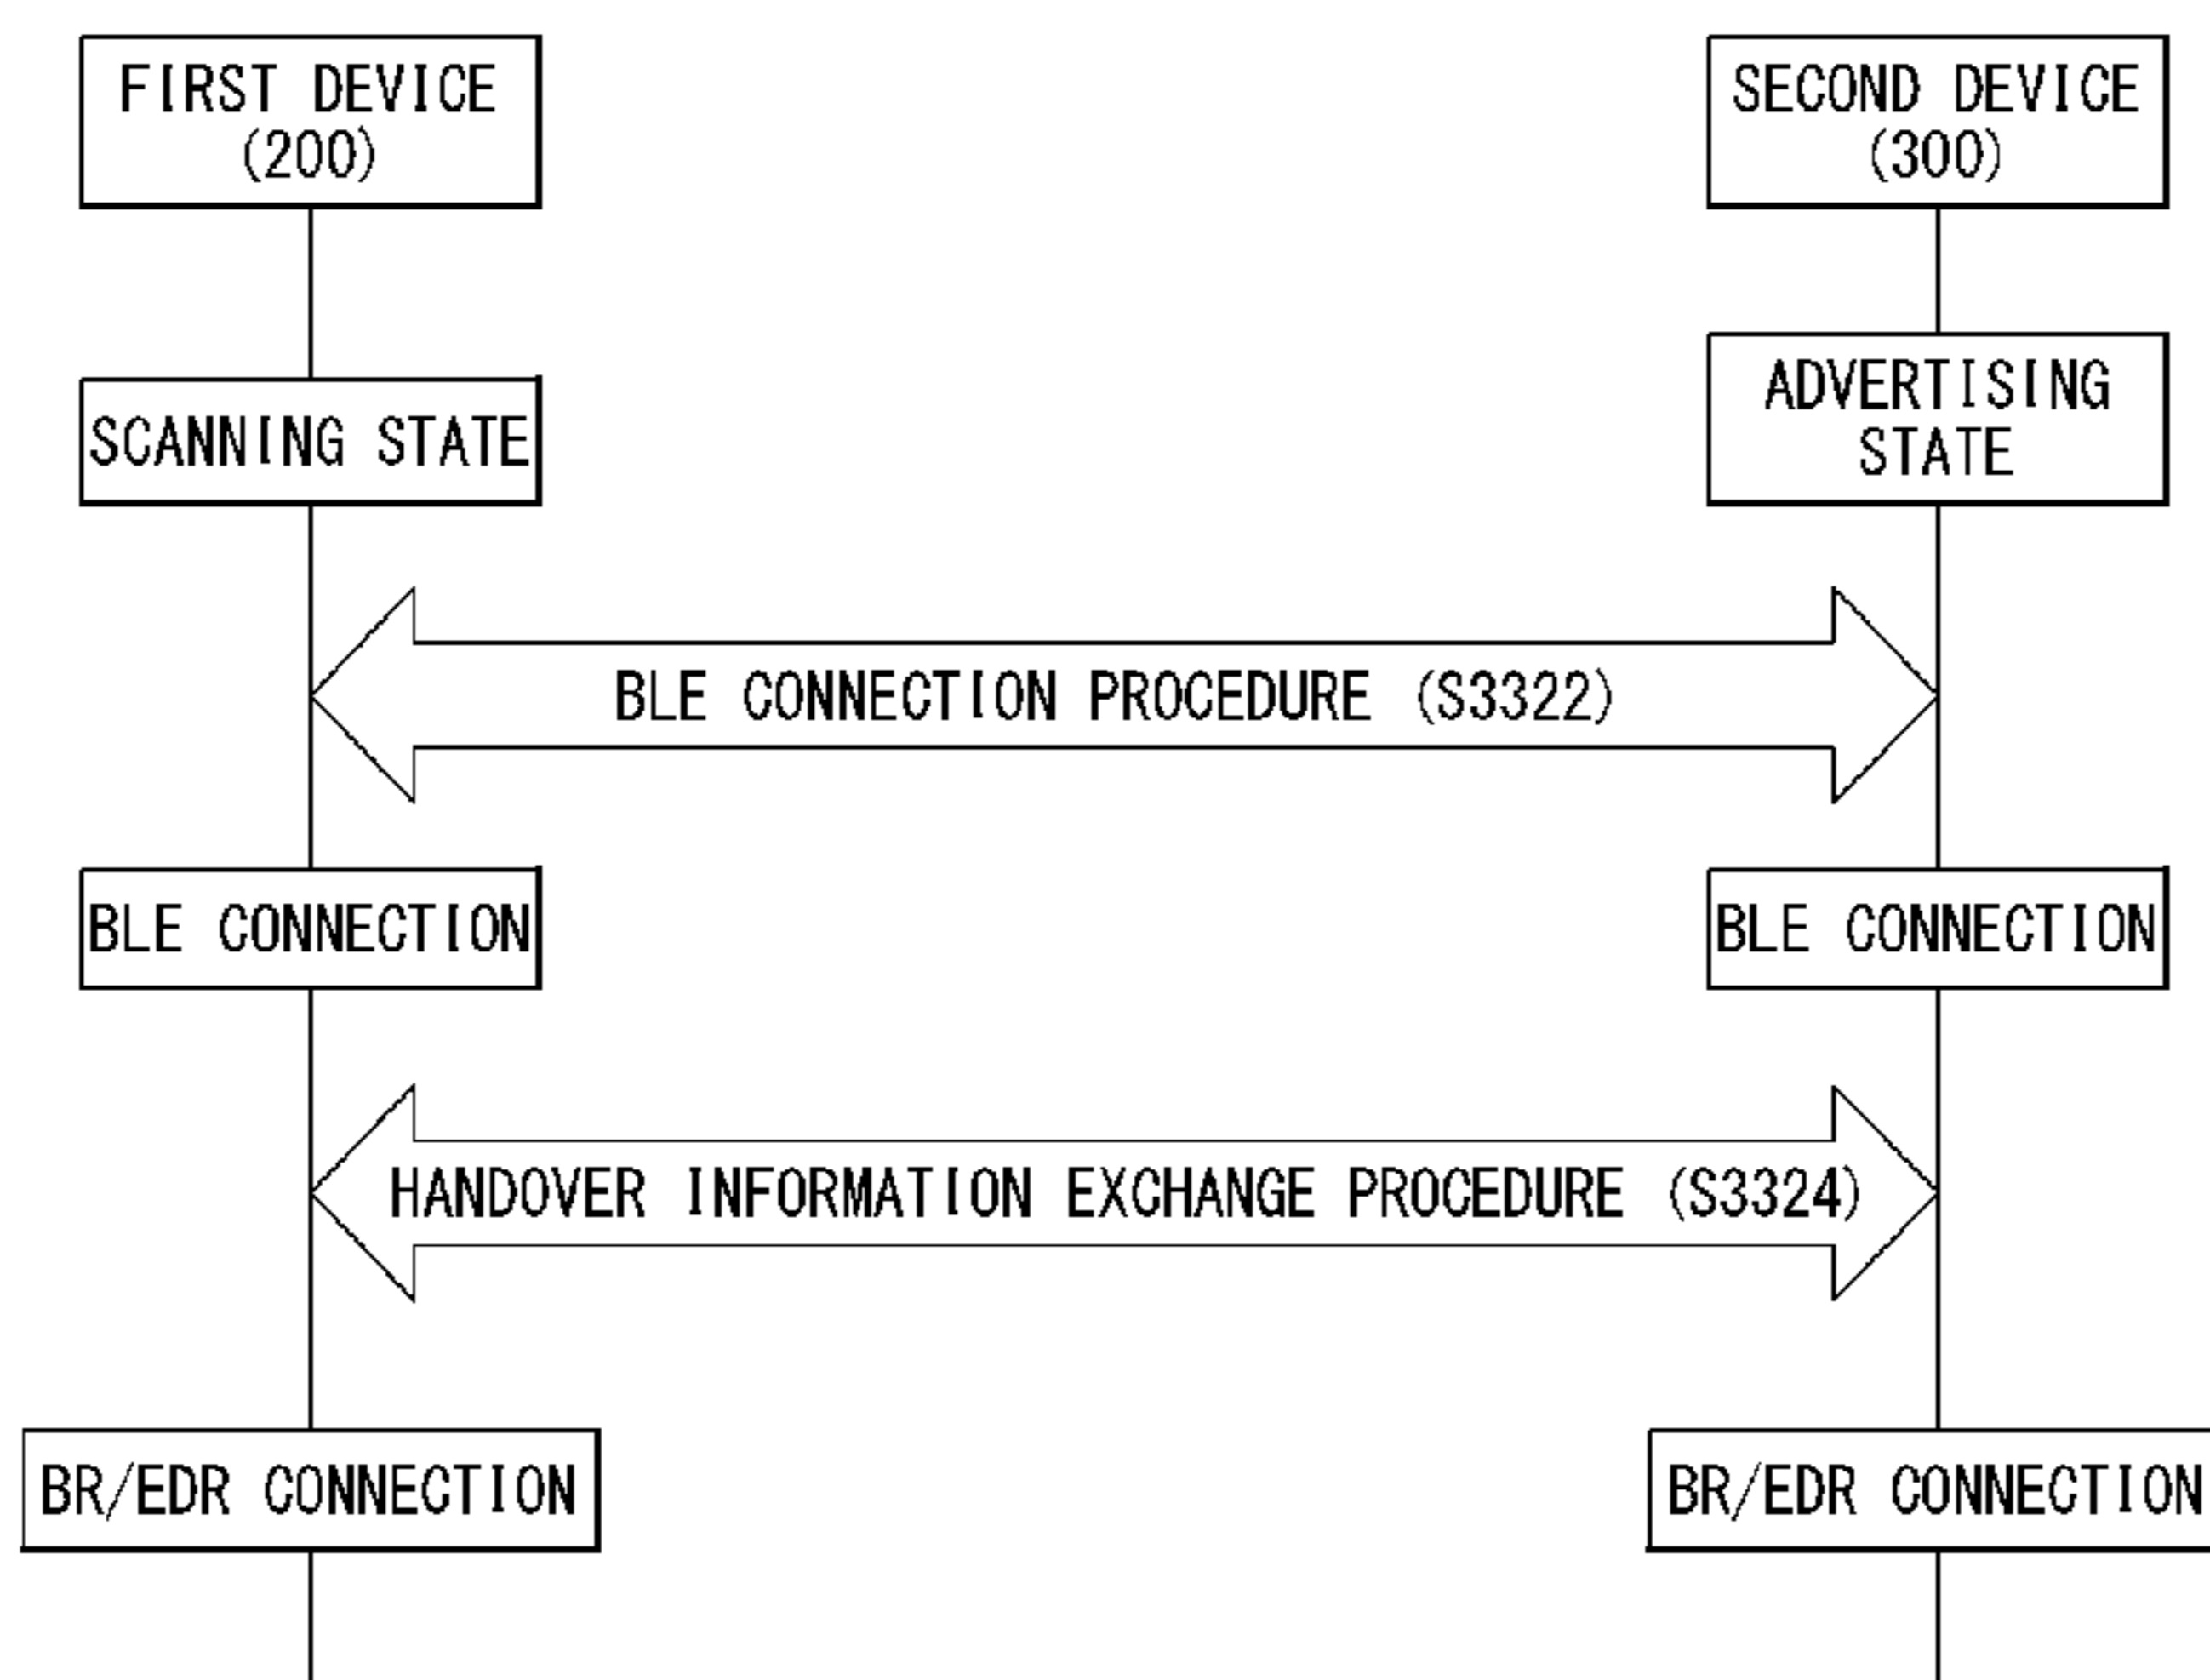 FIRST DEVICE
(200)
SECOND DEVICE
(300)
SCANNING STATE
ADVERTISING
STATE
BLE CONNECTION PROCEDURE (S3322)
BLE CONNECTION
BLE CONNECTION
HANDOVER INFORMATION EXCHANGE PROCEDURE (S3324)
BR/EDR CONNECTION
BR/EDR CONNECTION